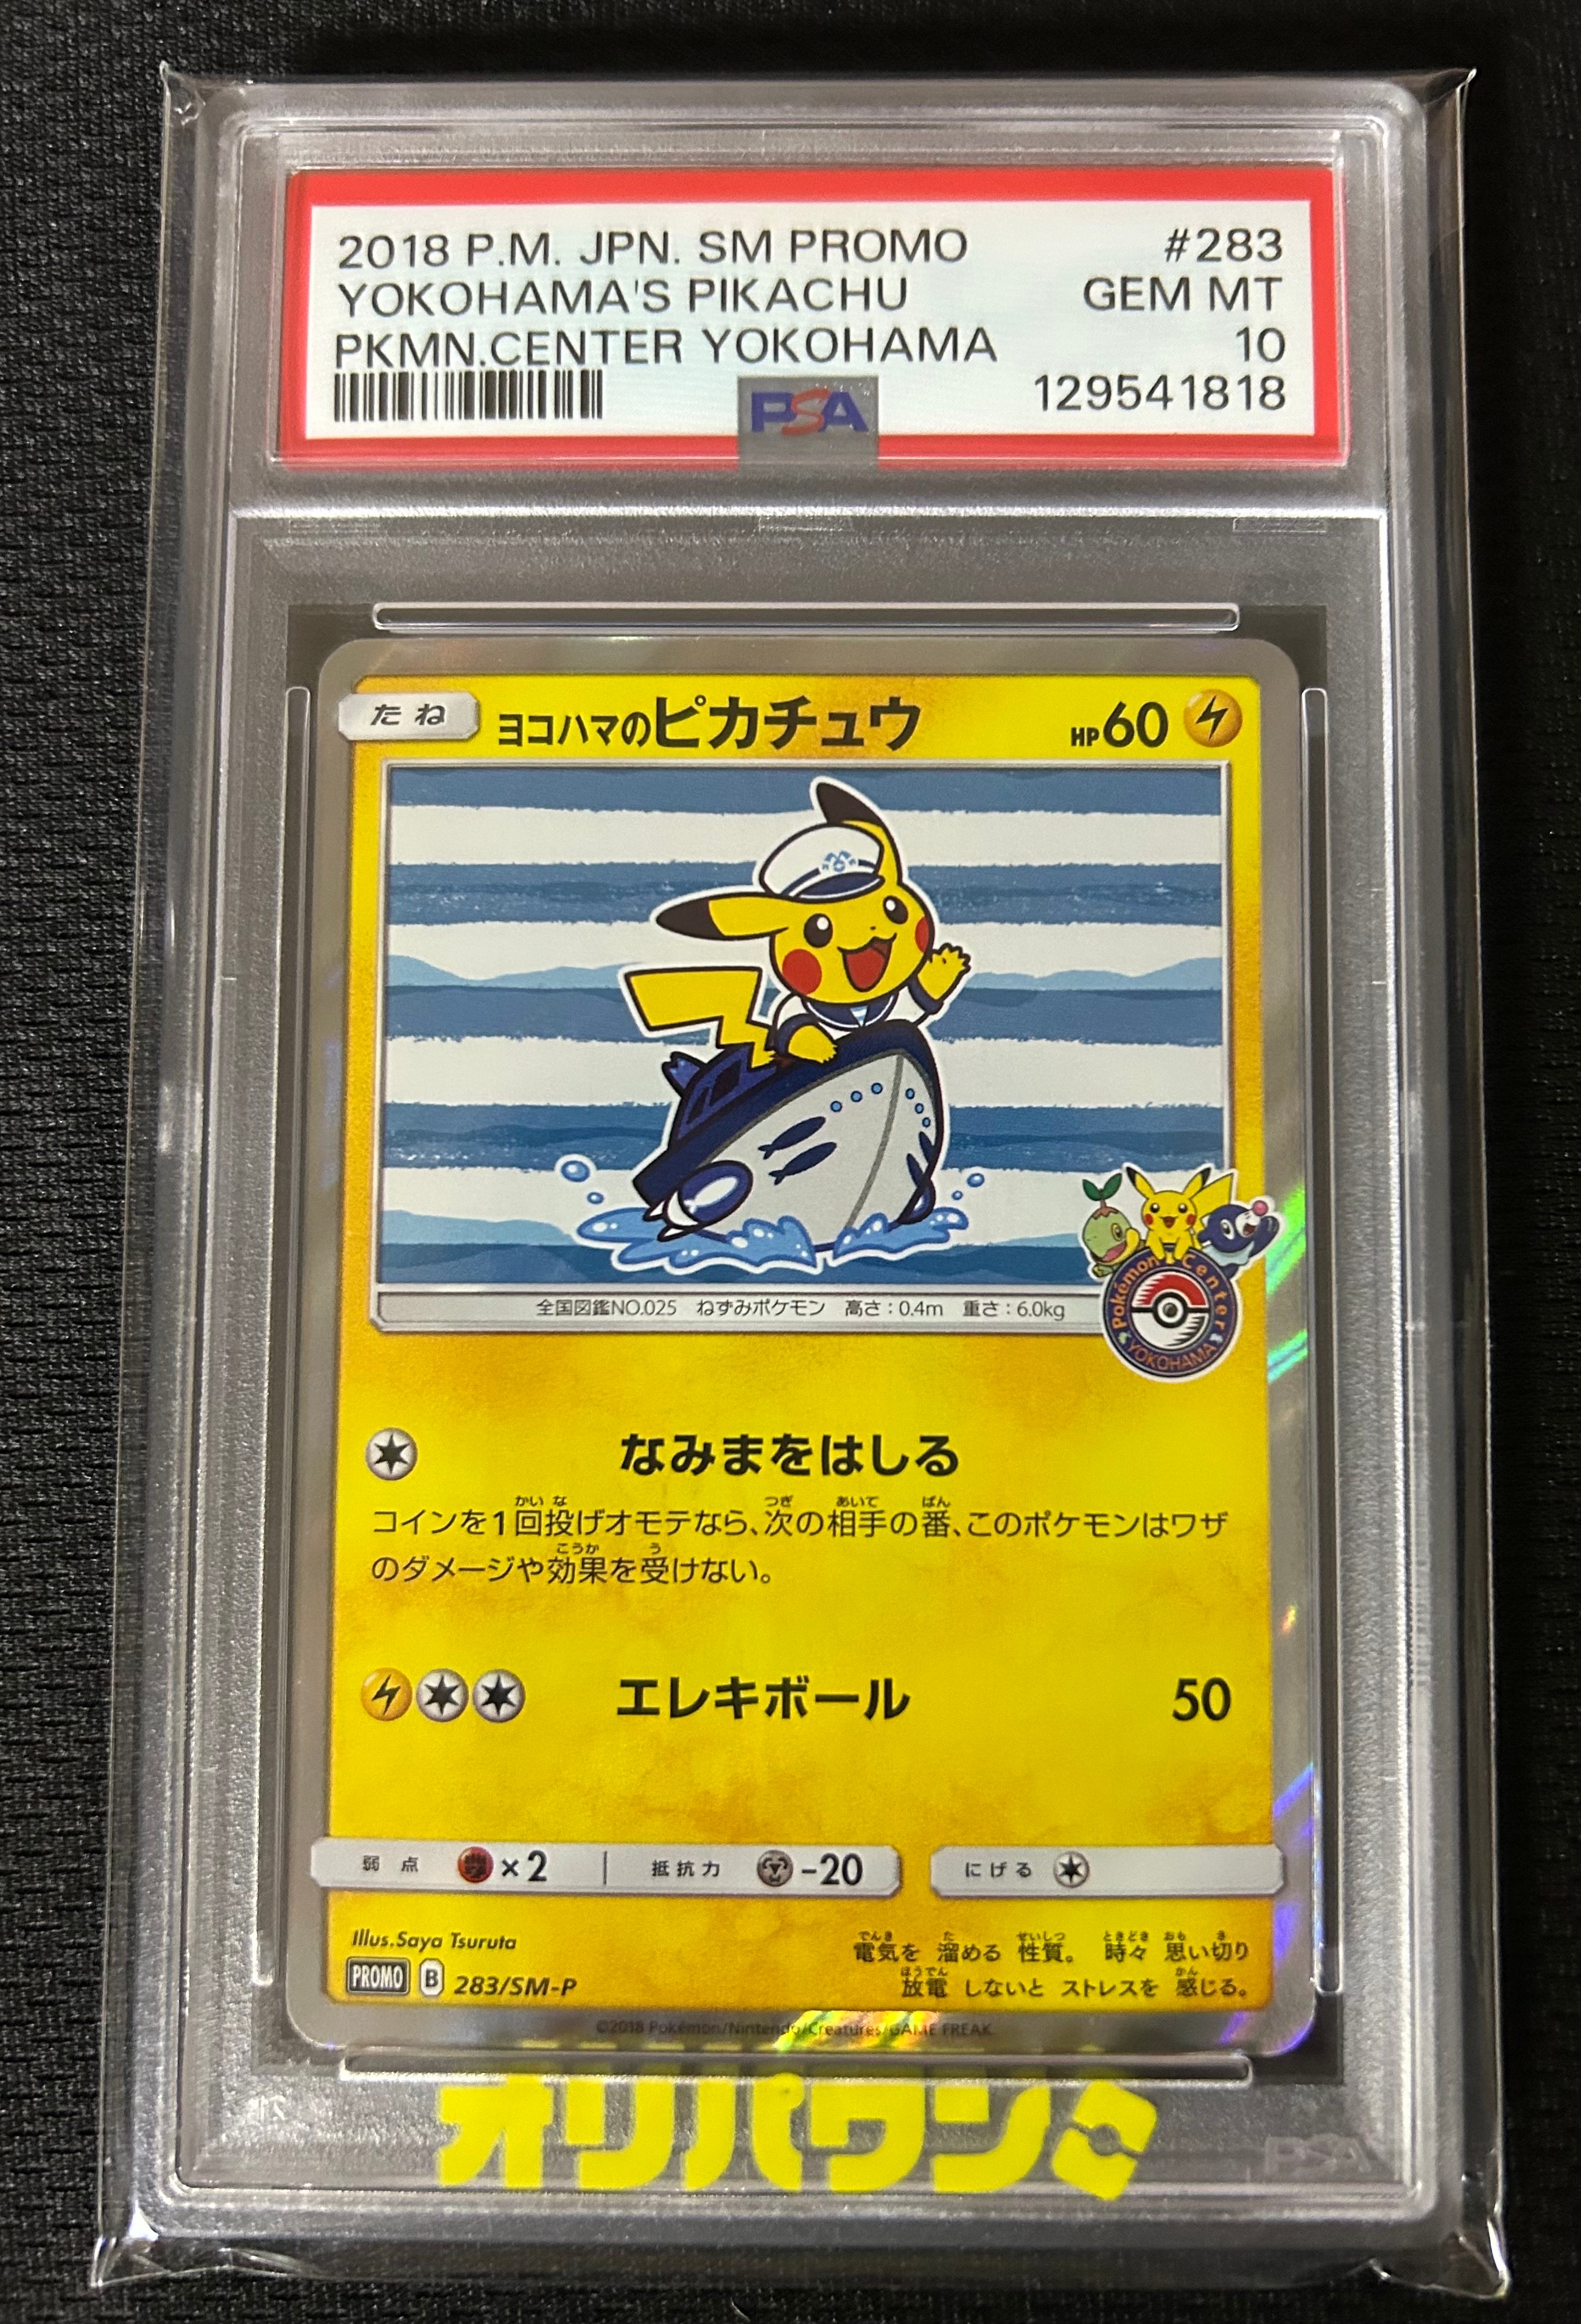 2018 P.M. JPN. SM PROMO #283
YOKOHAMA'S PIKACHU GEM MT
PKMN.CENTER YOKOHAMA 10
PSA 129541818
たね ヨコハマのピカチュウ HP60
全国図鑑NO.025 ねずみポケモン 高さ:0.4m 重さ:6.0kg
Pokémon Center
YOKOHAMA
なみまをはしる
コインを1回投げオモテなら、次の相手の番、このポケモンはワザ
のダメージや効果を受けない。
エレキボール 50
弱点 ×2 抵抗力 -20 にげる
Illus.Saya Tsuruta
電気を 溜める 性質。 時々 思い切り
放電 しないと ストレスを 感じる。
PROMO B 283/SM-P
©2018 Pokémon/Nintendo/Creatures/GAME FREAK.
オリパワン
PSA